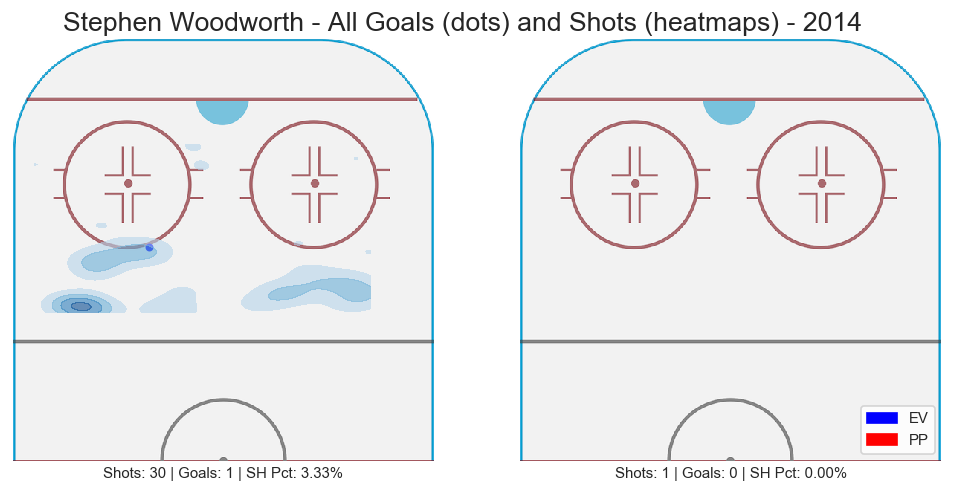 Stephen Woodworth - All Goals (dots) and Shots (heatmaps) - 2014
EV
PP
Shots: 30 | Goals: 1 | SH Pct: 3.33%
Shots: 1 | Goals: 0 | SH Pct: 0.00%